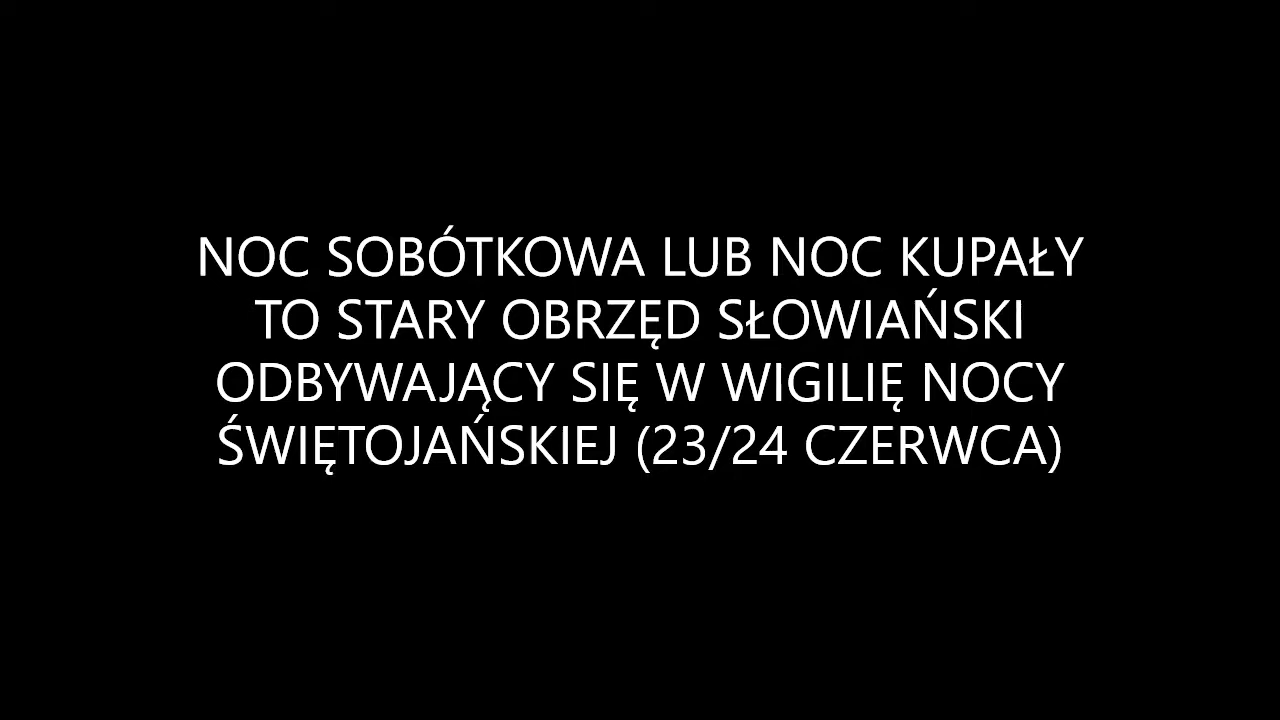 NOC SOBÓTKOWA LUB NOC KUPAŁY
TO STARY OBRZĘD SŁOWIAŃSKI
ODBYWAJĄCY SIĘ W WIGILIĘ NOCY
ŚWIĘTOJAŃSKIEJ (23/24 CZERWCA)